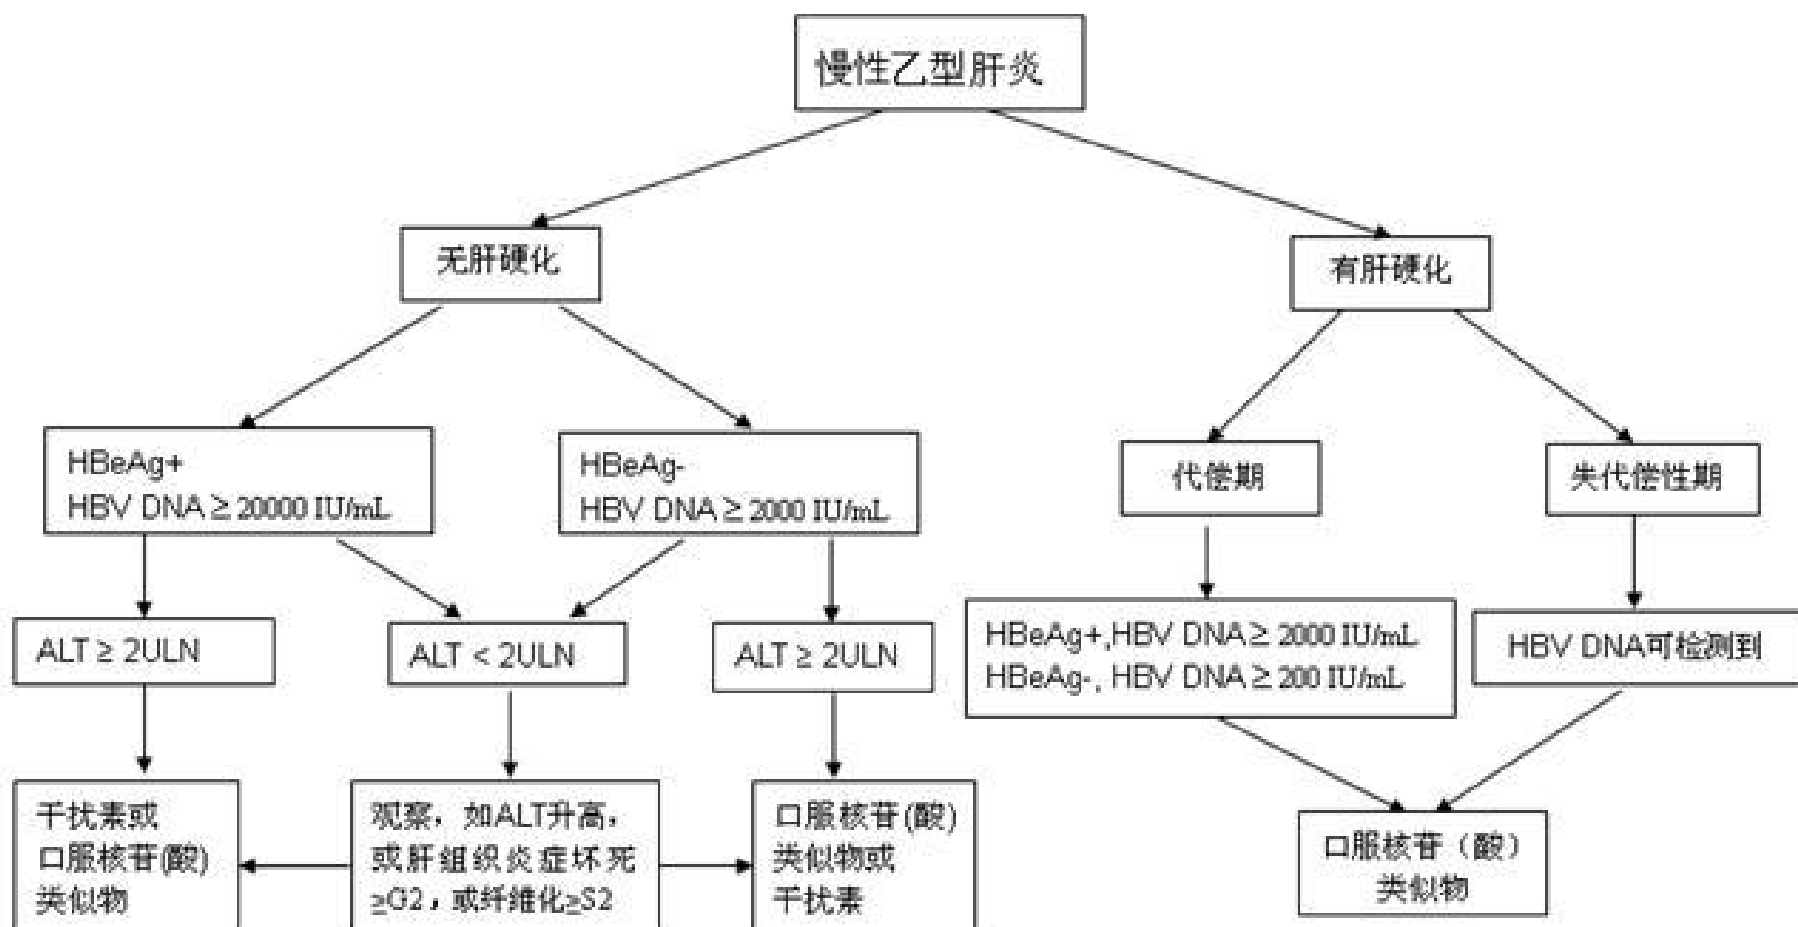 慢性乙型肝炎
无肝硬化
有肝硬化
HBeAg+
HBV DNA ≥ 20000 IU/mL
HBeAg-
HBV DNA ≥ 2000 IU/mL
代偿期
失代偿性期
ALT ≥ 2ULN
ALT < 2ULN
ALT ≥ 2ULN
HBeAg+,HBV DNA ≥ 2000 IU/mL
HBeAg-, HBV DNA ≥ 200 IU/mL
HBV DNA可检测到
干扰素或
口服核苷(酸)
类似物
观察，如ALT升高，
或肝组织炎症坏死
≥G2，或纤维化≥S2
口服核苷(酸)
类似物或
干扰素
口服核苷（酸）
类似物